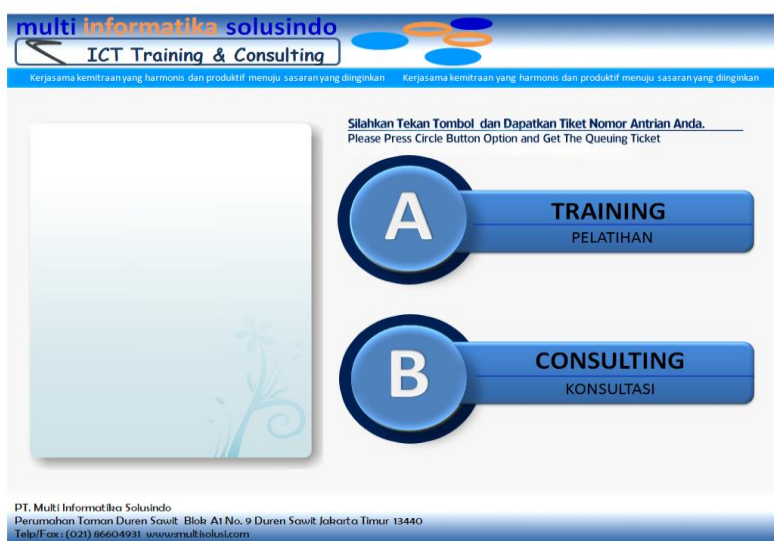 multi informatika solusindo
ICT Training & Consulting
Kerjasama kemitraan yang harmonis dan produktif menuju sasaran yang diinginkan Kerjasama kemitraan yang harmonis dan produktif menuju sasaran yang diinginkan
Silahkan Tekan Tombol dan Dapatkan Tiket Nomor Antrian Anda.
Please Press Circle Button Option and Get The Queuing Ticket
A
TRAINING
PELATIHAN
B
CONSULTING
KONSULTASI
PT. Multi Informatika Solusindo
Perumahan Taman Duren Sawit Blok A1 No. 9 Duren Sawit Jakarta Timur 13440
Telp/Fax : (021) 86604931 www.multisolusi.com